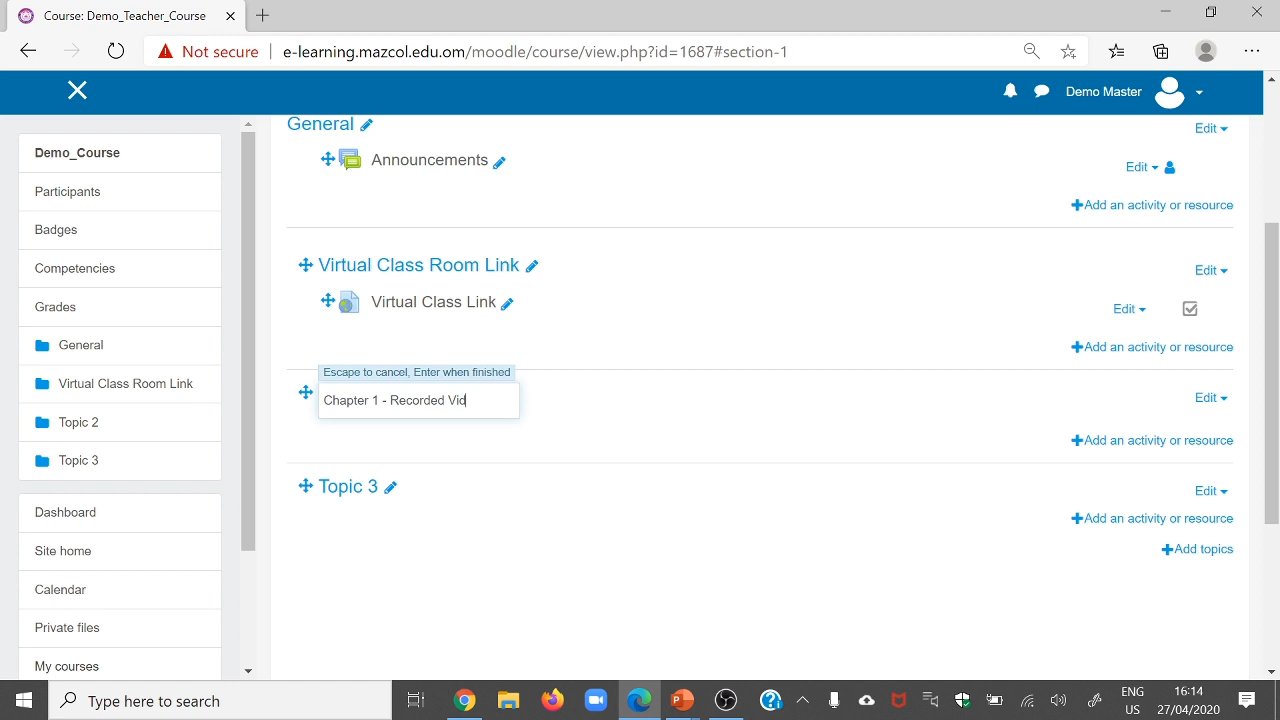 Course: Demo_Teacher_Course
Not secure
e-learning.mazcol.edu.om/moodle/course/view.php?id=1687#section-1
Demo Master
Demo_Course
Participants
Badges
Competencies
Grades
General
Virtual Class Room Link
Topic 2
Topic 3
Dashboard
Site home
Calendar
Private files
My courses
General
Edit
Announcements
Edit
Add an activity or resource
Virtual Class Room Link
Edit
Virtual Class Link
Edit
Add an activity or resource
Escape to cancel, Enter when finished
Chapter 1 - Recorded Vid
Edit
Add an activity or resource
Topic 3
Edit
Add an activity or resource
Add topics
Type here to search
ENG
US
16:14
27/04/2020